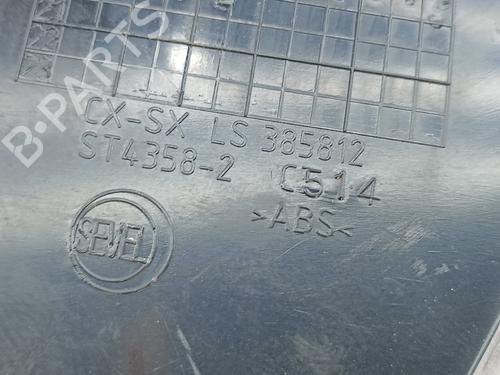 B-PARTS
CX-SX LS 385812
ST4358-2 C514
>ABS<
SEVEL